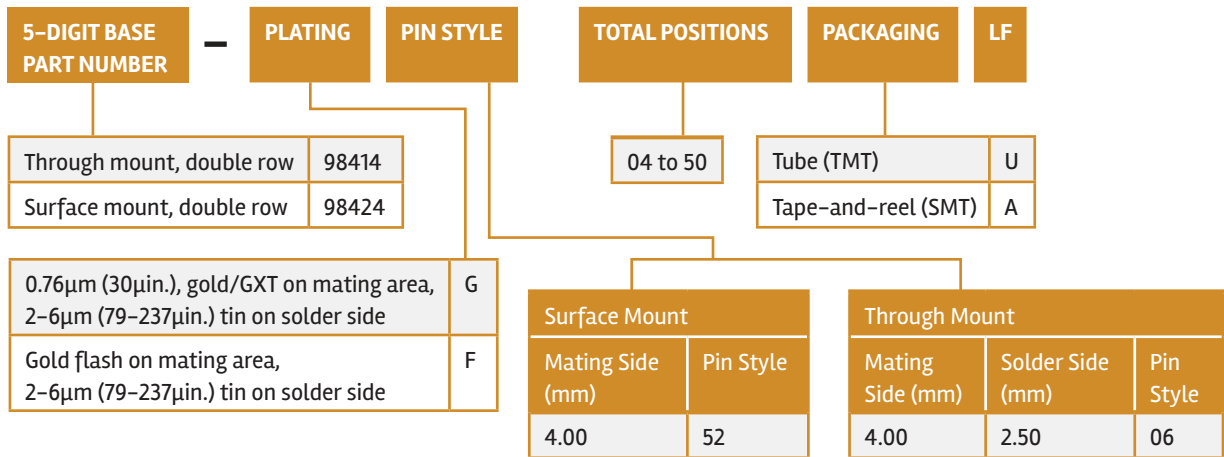 5-DIGIT BASE
PART NUMBER
–
PLATING
PIN STYLE
TOTAL POSITIONS
PACKAGING
LF
Through mount, double row 98414
Surface mount, double row 98424
04 to 50
Tube (TMT) U
Tape-and-reel (SMT) A
0.76µm (30µin.), gold/GXT on mating area, G
2-6µm (79-237µin.) tin on solder side
Gold flash on mating area, F
2-6µm (79-237µin.) tin on solder side
Surface Mount
Mating Side Pin Style
(mm)
4.00 52
Through Mount
Mating Solder Side Pin
Side (mm) (mm) Style
4.00 2.50 06